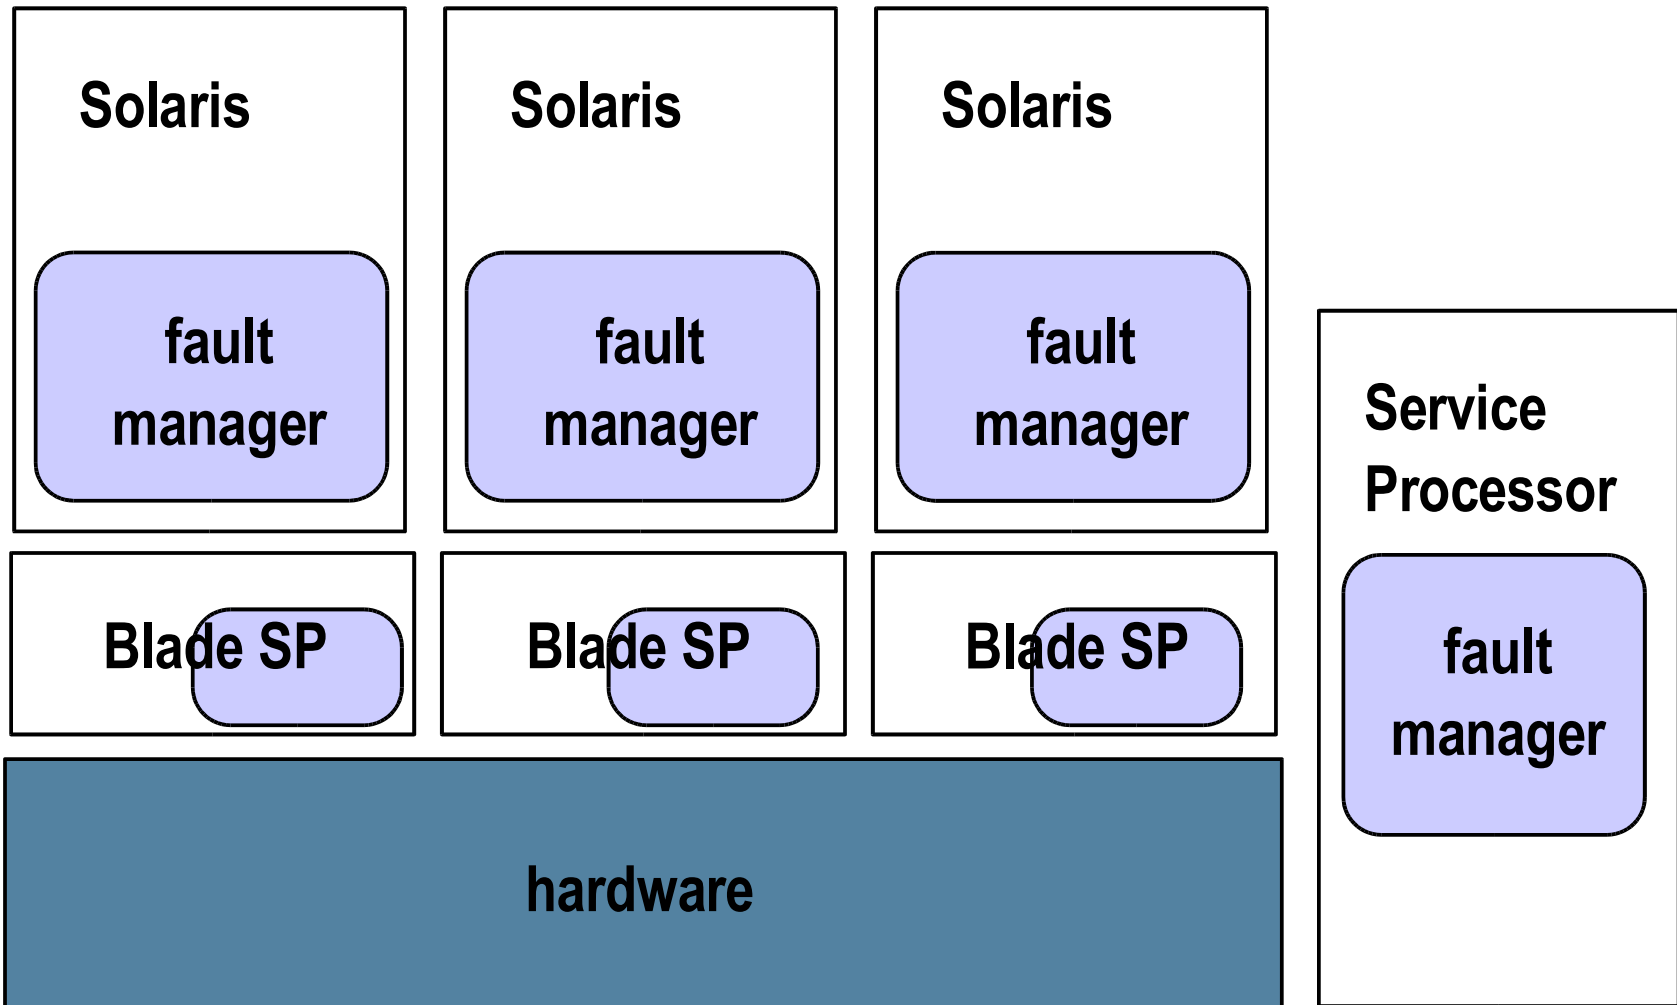 Solaris
fault
manager
Solaris
fault
manager
Solaris
fault
manager
Blade SP
Blade SP
Blade SP
hardware
Service
Processor
fault
manager